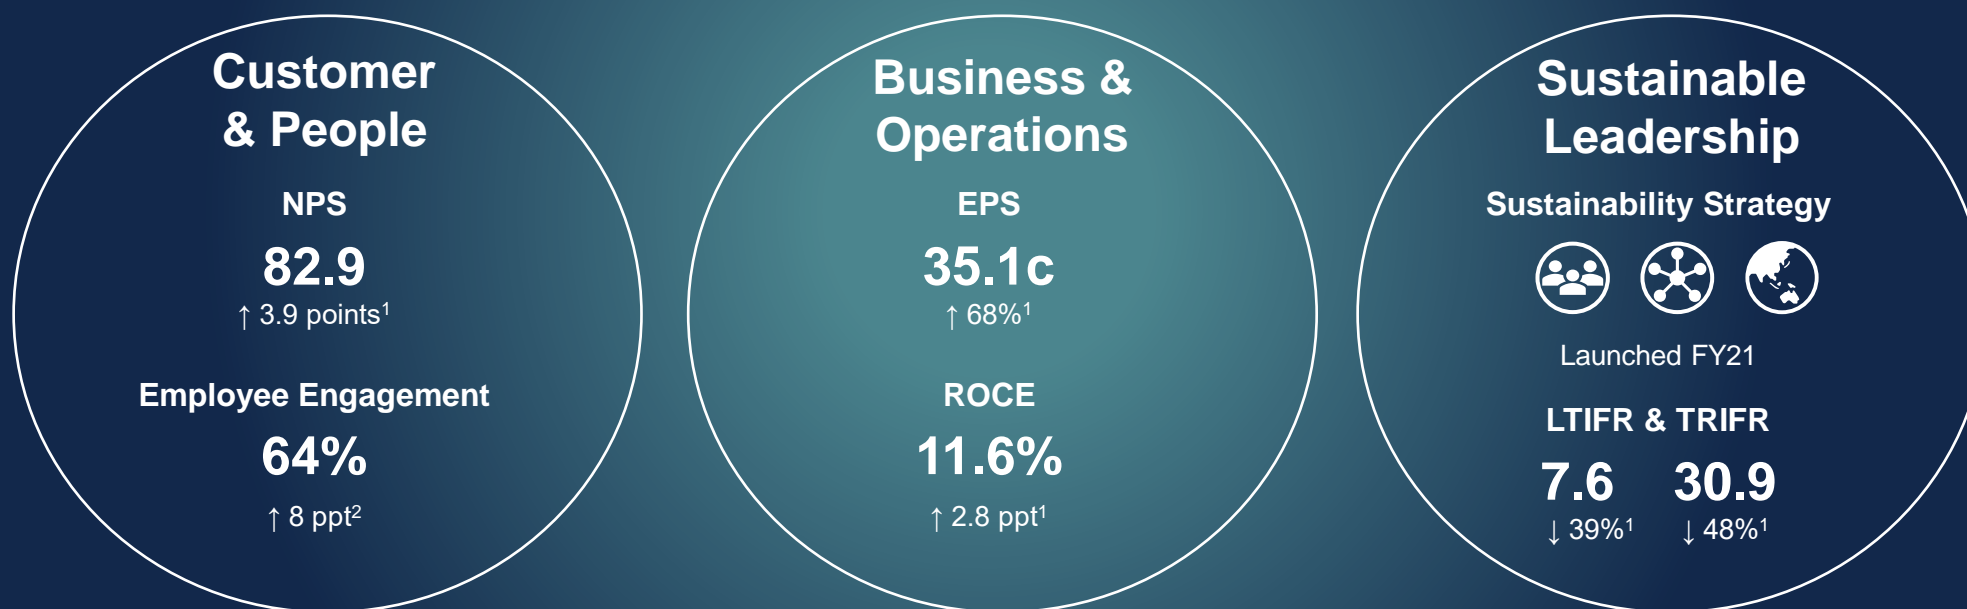 Customer
& People
NPS
82.9
↑ 3.9 points¹
Employee Engagement
64%
↑ 8 ppt²
Business &
Operations
EPS
35.1c
↑ 68%¹
ROCE
11.6%
↑ 2.8 ppt¹
Sustainable
Leadership
Sustainability Strategy
Launched FY21
LTIFR & TRIFR
7.6 30.9
↓ 39%¹ ↓ 48%¹